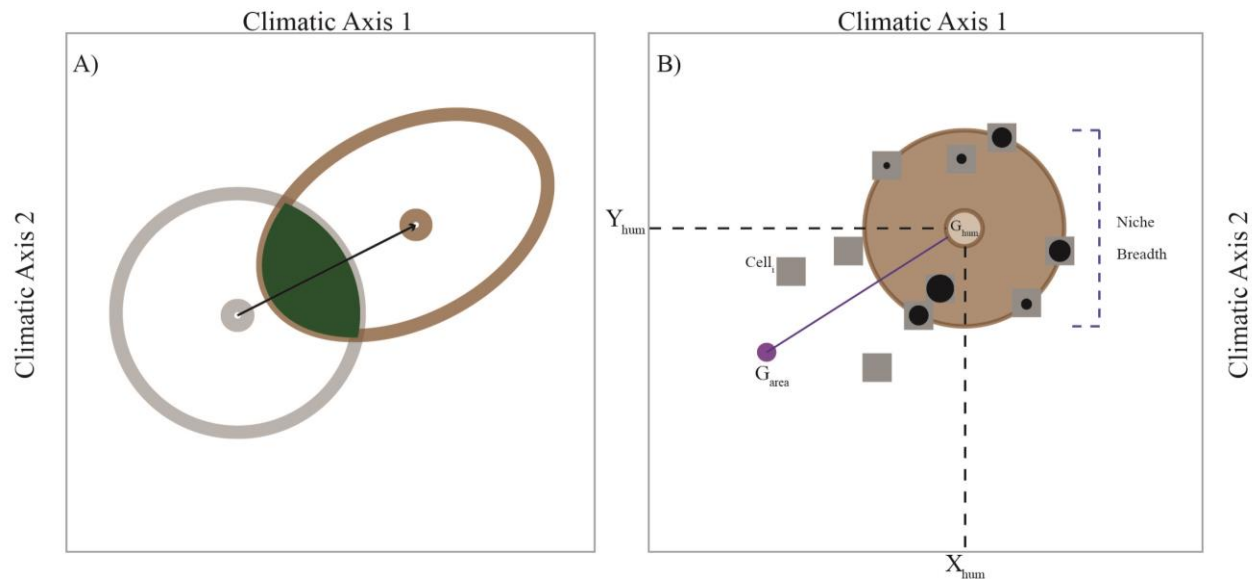 Climatic Axis 1
A)
Climatic Axis 2
Climatic Axis 1
B)
Y_hum
G_hum
Niche
Breadth
Cell_i
G_area
X_hum
Climatic Axis 2